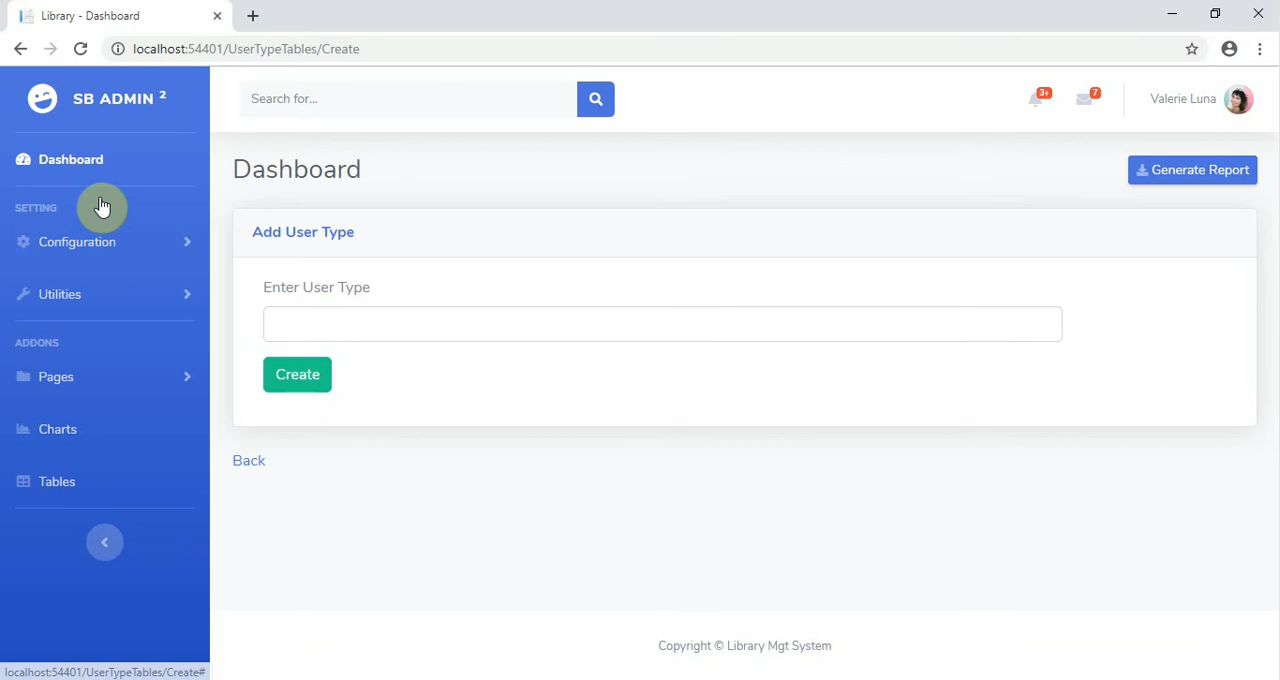 Library - Dashboard
localhost:54401/UserTypeTables/Create
SB ADMIN 2
Search for...
3+
7
Valerie Luna
Dashboard
SETTING
Configuration
Utilities
ADDONS
Pages
Charts
Tables
Dashboard
Generate Report
Add User Type
Enter User Type
Create
Back
Copyright © Library Mgt System
localhost:54401/UserTypeTables/Create#